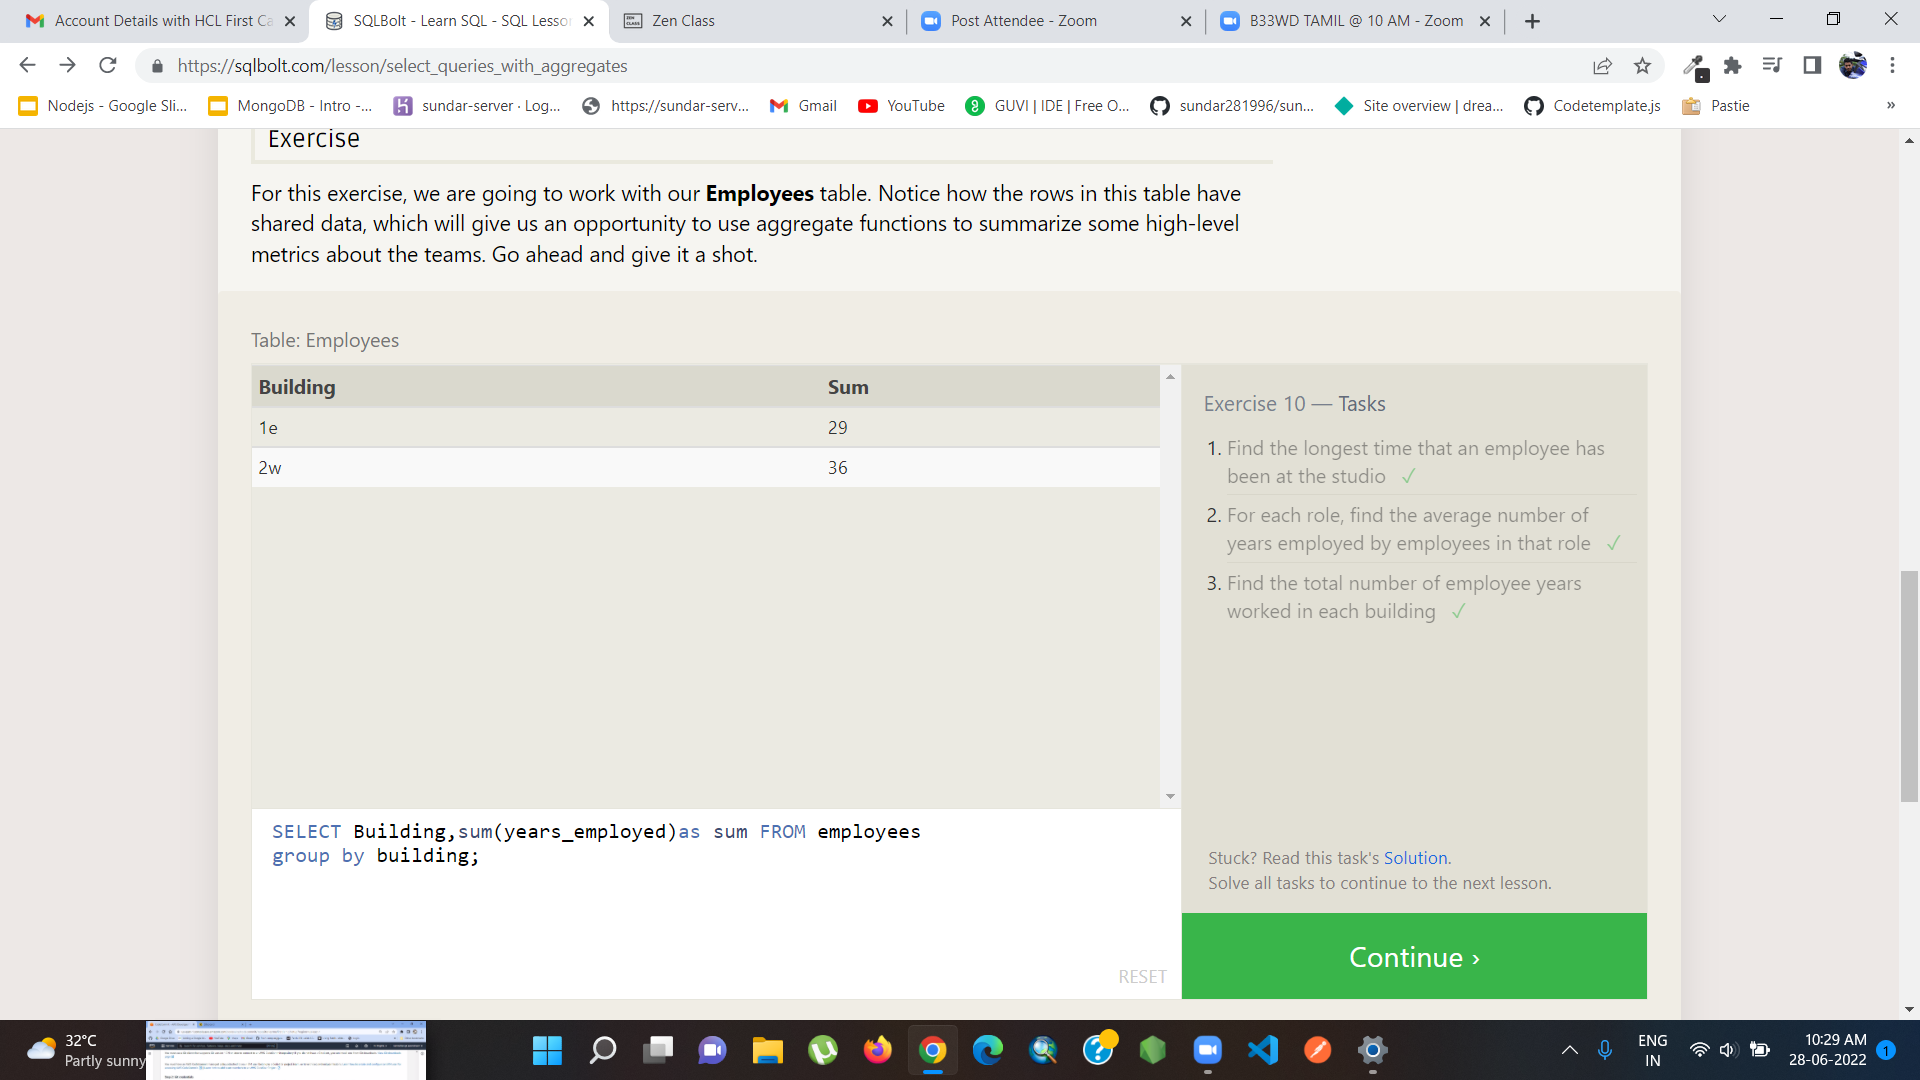 Account Details with HCL First Ca
SQLBolt - Learn SQL - SQL Lesson
Zen Class
Post Attendee - Zoom
B33WD TAMIL @ 10 AM - Zoom
https://sqlbolt.com/lesson/select_queries_with_aggregates
Nodejs - Google Sli...
MongoDB - Intro -...
sundar-server · Log...
https://sundar-serv...
Gmail
YouTube
GUVI | IDE | Free O...
sundar281996/sun...
Site overview | drea...
Codetemplate.js
Pastie
»
Exercise
For this exercise, we are going to work with our Employees table. Notice how the rows in this table have
shared data, which will give us an opportunity to use aggregate functions to summarize some high-level
metrics about the teams. Go ahead and give it a shot.
Table: Employees
Building Sum
1e 29
2w 36
SELECT Building,sum(years_employed)as sum FROM employees
group by building;
RESET
Exercise 10 — Tasks
1. Find the longest time that an employee has
been at the studio ✓
2. For each role, find the average number of
years employed by employees in that role ✓
3. Find the total number of employee years
worked in each building ✓
Stuck? Read this task's Solution.
Solve all tasks to continue to the next lesson.
Continue ›
32°C
Partly sunny
ENG
IN
10:29 AM
28-06-2022
1